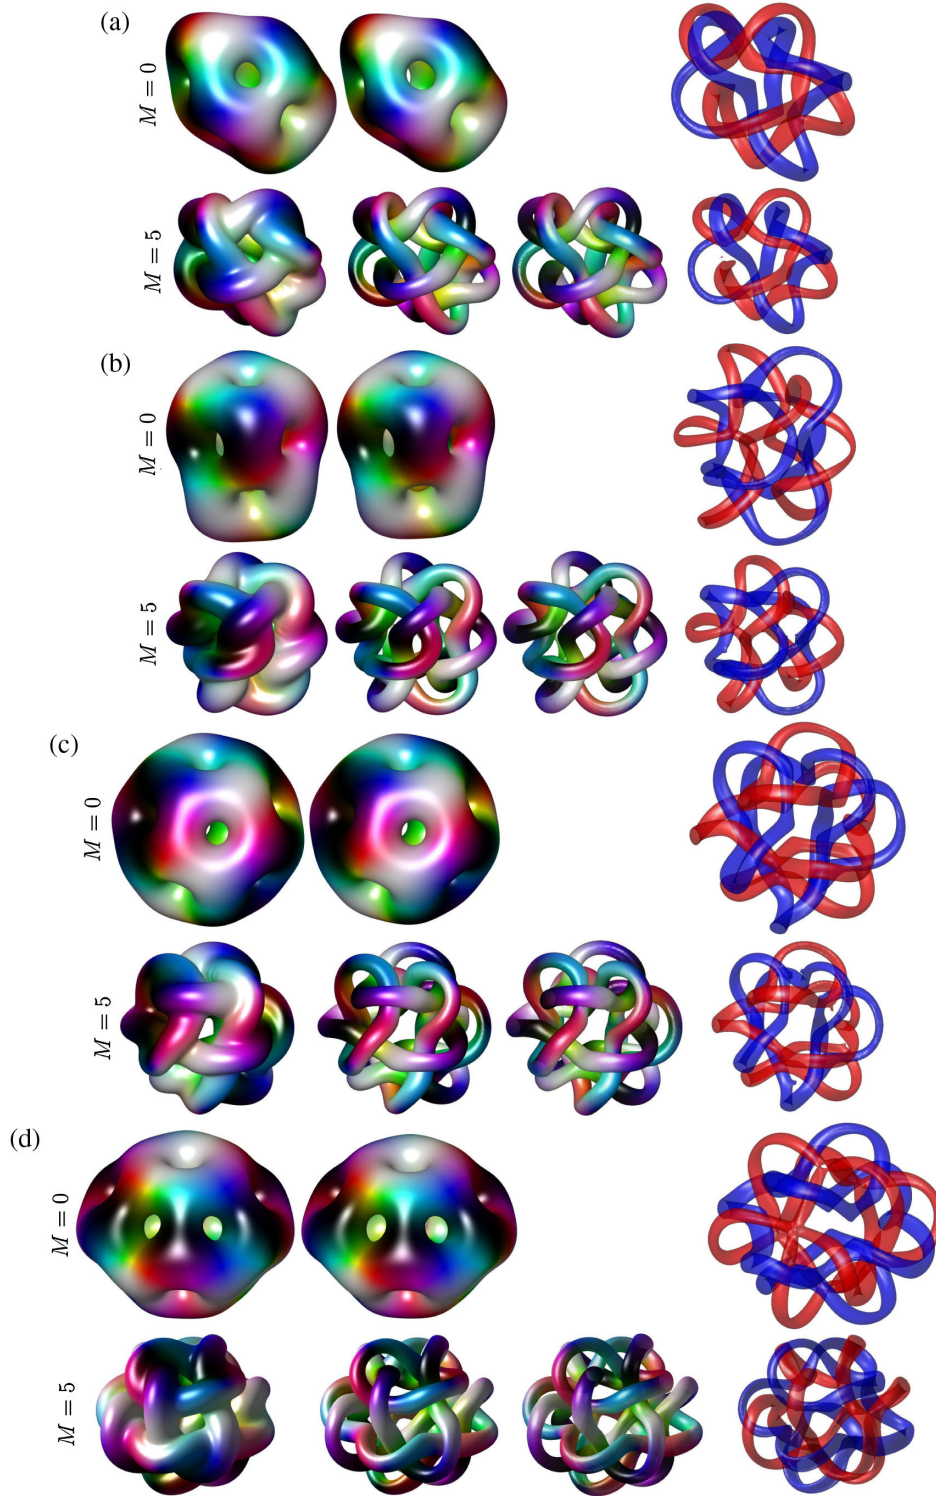 (a)
M = 0
M = 5
(b)
M = 0
M = 5
(c)
M = 0
M = 5
(d)
M = 0
M = 5